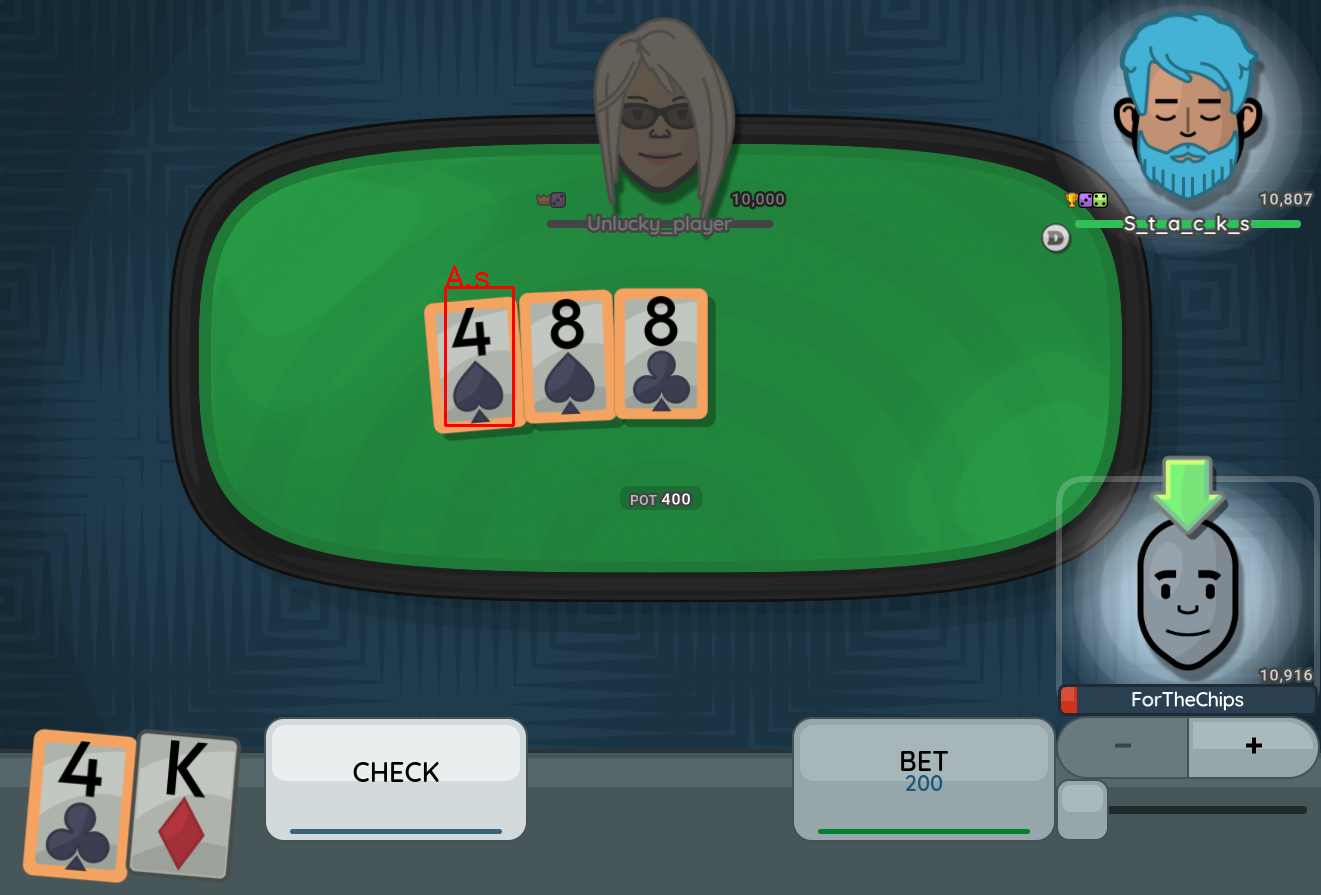 10,000
Unlucky_player
10,807
S_t_a_c_k_s
D
A.s
4
8
8
POT 400
10,916
ForTheChips
4
K
CHECK
BET
200
− +